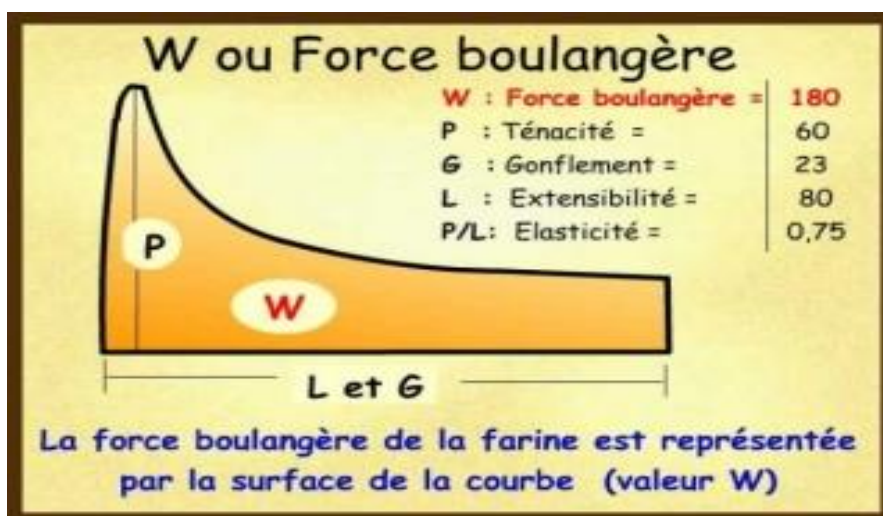 W ou Force boulangère
W : Force boulangère = 180
P : Ténacité = 60
G : Gonflement = 23
L : Extensibilité = 80
P/L: Elasticité = 0,75
P
W
L et G
La force boulangère de la farine est représentée
par la surface de la courbe (valeur W)